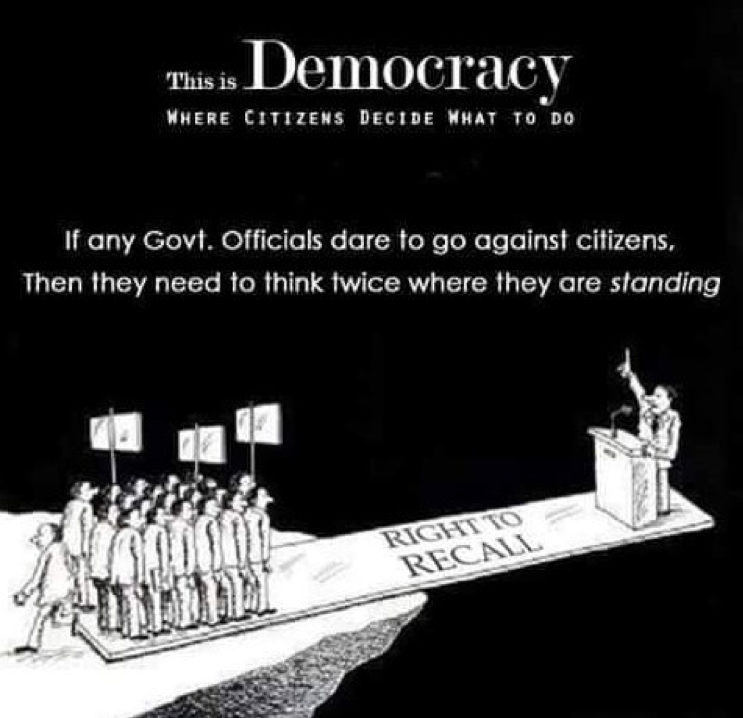 This is Democracy
WHERE CITIZENS DECIDE WHAT TO DO
If any Govt. Officials dare to go against citizens,
Then they need to think twice where they are standing
RIGHT TO
RECALL